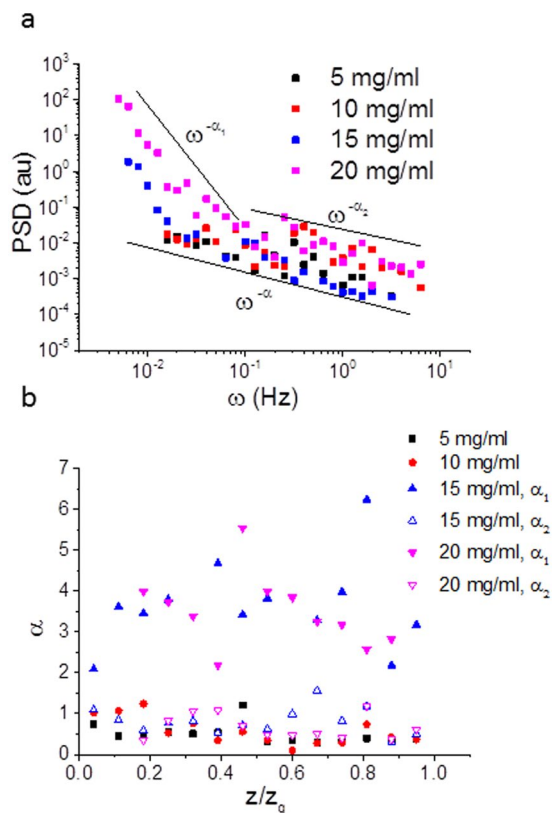 a
10³
10²
10¹
10⁰
10⁻¹
10⁻²
10⁻³
10⁻⁴
10⁻⁵
PSD (au)
5 mg/ml
10 mg/ml
15 mg/ml
20 mg/ml
ω^-α₁
ω^-α₂
ω^-α
10⁻² 10⁻¹ 10⁰ 10¹
ω (Hz)
b
7
6
5
4
3
2
1
0
α
5 mg/ml
10 mg/ml
15 mg/ml, α₁
15 mg/ml, α₂
20 mg/ml, α₁
20 mg/ml, α₂
0.0 0.2 0.4 0.6 0.8 1.0
z/z₀